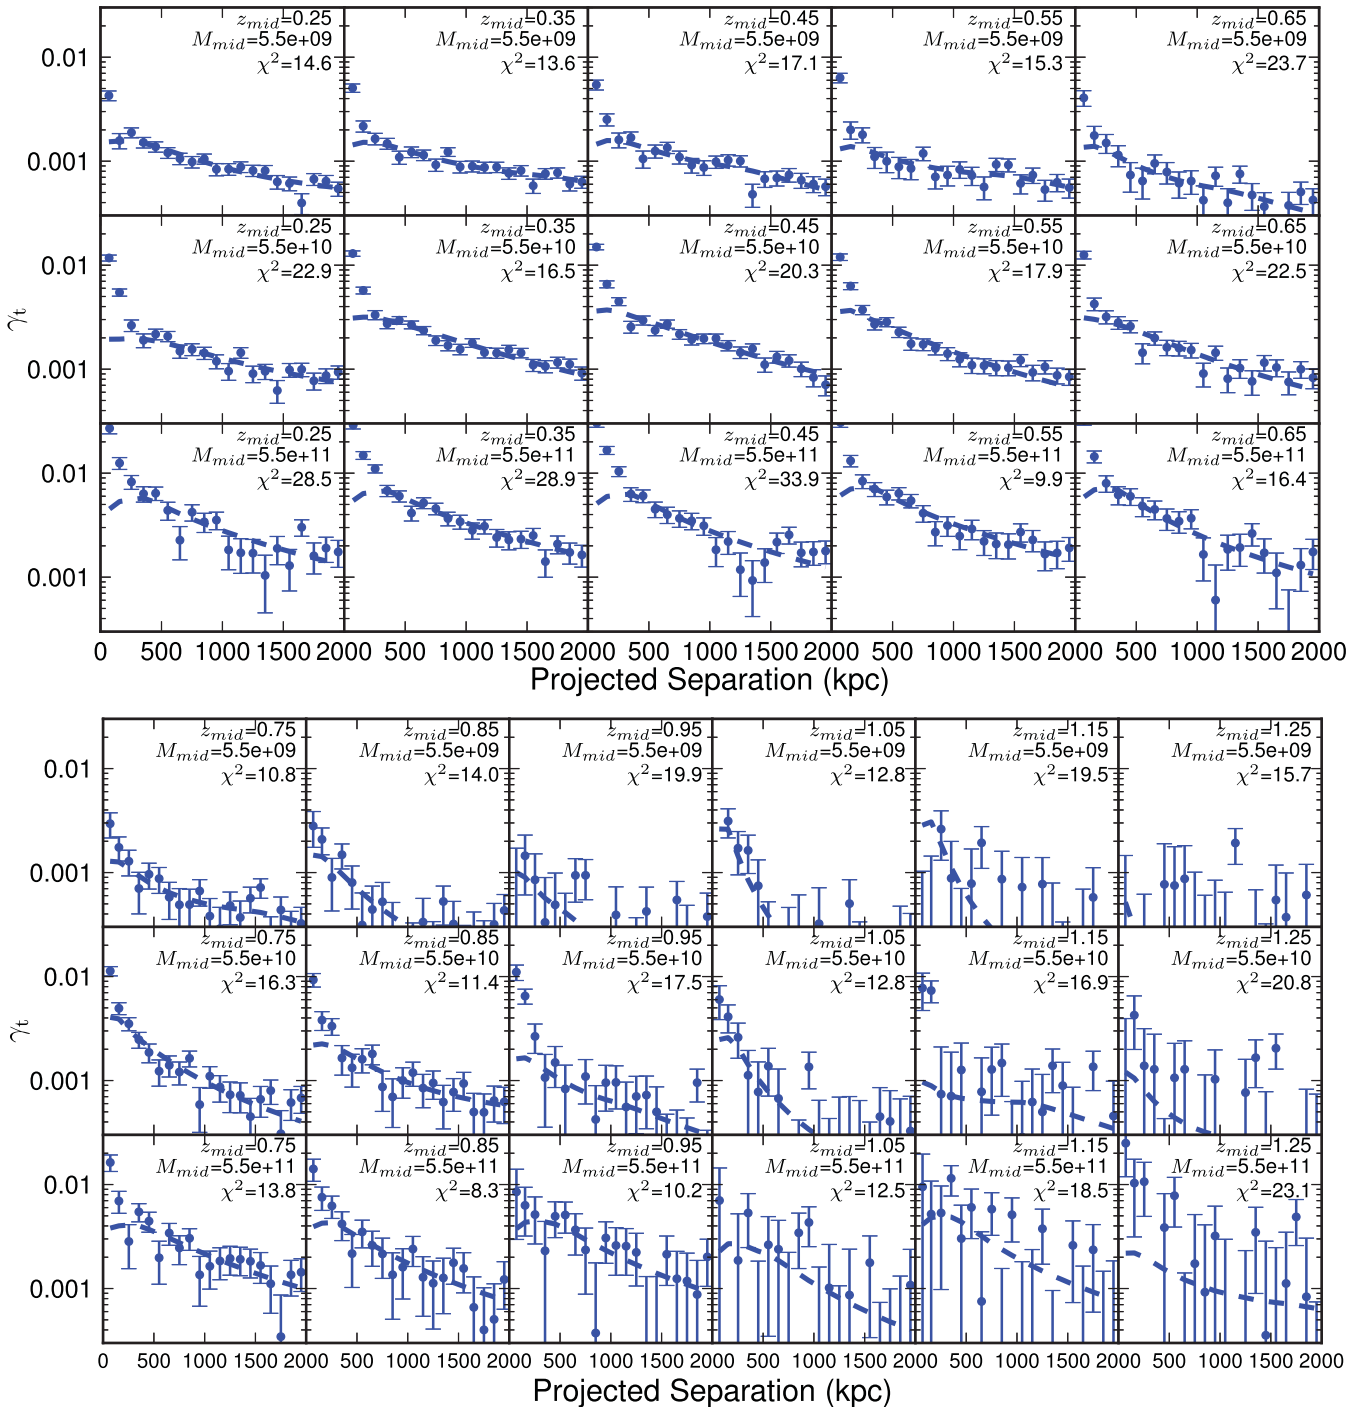 z_mid=0.25 z_mid=0.35 z_mid=0.45 z_mid=0.55 z_mid=0.65
M_mid=5.5e+09 M_mid=5.5e+09 M_mid=5.5e+09 M_mid=5.5e+09 M_mid=5.5e+09
0.01 χ²=14.6 χ²=13.6 χ²=17.1 χ²=15.3 χ²=23.7
0.001
z_mid=0.25 z_mid=0.35 z_mid=0.45 z_mid=0.55 z_mid=0.65
M_mid=5.5e+10 M_mid=5.5e+10 M_mid=5.5e+10 M_mid=5.5e+10 M_mid=5.5e+10
0.01 χ²=22.9 χ²=16.5 χ²=20.3 χ²=17.9 χ²=22.5
γt
0.001
z_mid=0.25 z_mid=0.35 z_mid=0.45 z_mid=0.55 z_mid=0.65
M_mid=5.5e+11 M_mid=5.5e+11 M_mid=5.5e+11 M_mid=5.5e+11 M_mid=5.5e+11
0.01 χ²=28.5 χ²=28.9 χ²=33.9 χ²=9.9 χ²=16.4
0.001
0 500 1000 1500 2000 500 1000 1500 2000 500 1000 1500 2000 500 1000 1500 2000 500 1000 1500 2000
Projected Separation (kpc)
z_mid=0.75 z_mid=0.85 z_mid=0.95 z_mid=1.05 z_mid=1.15 z_mid=1.25
M_mid=5.5e+09 M_mid=5.5e+09 M_mid=5.5e+09 M_mid=5.5e+09 M_mid=5.5e+09 M_mid=5.5e+09
0.01 χ²=10.8 χ²=14.0 χ²=19.9 χ²=12.8 χ²=19.5 χ²=15.7
0.001
z_mid=0.75 z_mid=0.85 z_mid=0.95 z_mid=1.05 z_mid=1.15 z_mid=1.25
M_mid=5.5e+10 M_mid=5.5e+10 M_mid=5.5e+10 M_mid=5.5e+10 M_mid=5.5e+10 M_mid=5.5e+10
0.01 χ²=16.3 χ²=11.4 χ²=17.5 χ²=12.8 χ²=16.9 χ²=20.8
γt
0.001
z_mid=0.75 z_mid=0.85 z_mid=0.95 z_mid=1.05 z_mid=1.15 z_mid=1.25
M_mid=5.5e+11 M_mid=5.5e+11 M_mid=5.5e+11 M_mid=5.5e+11 M_mid=5.5e+11 M_mid=5.5e+11
0.01 χ²=13.8 χ²=8.3 χ²=10.2 χ²=12.5 χ²=18.5 χ²=23.1
0.001
0 500 1000 1500 2000 500 1000 1500 2000 500 1000 1500 2000 500 1000 1500 2000 500 1000 1500 2000 500 1000 1500 2000
Projected Separation (kpc)